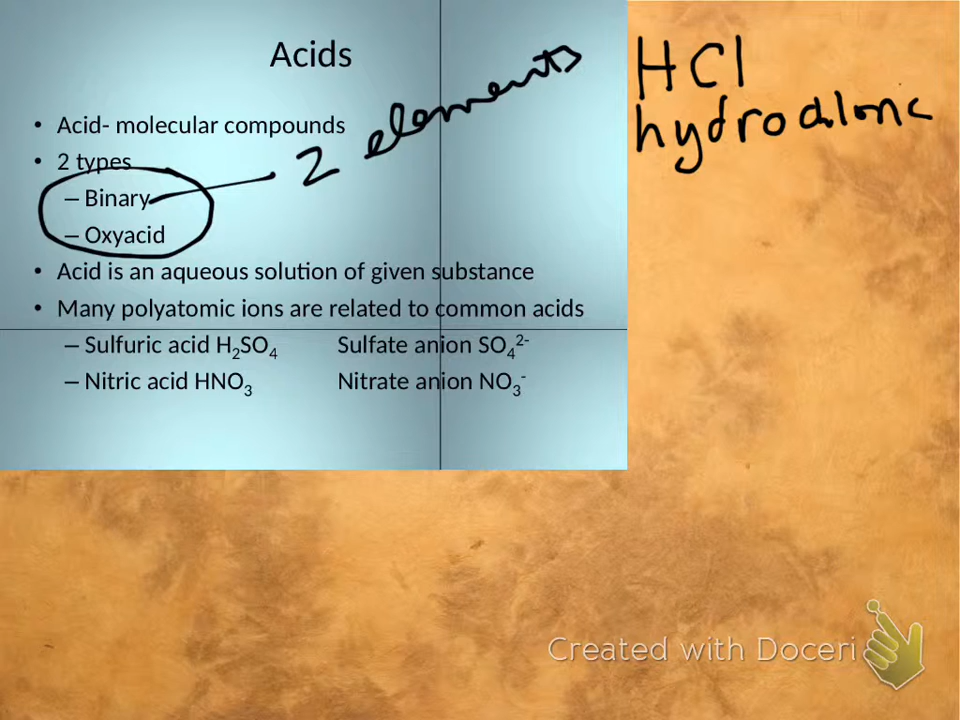 Acids
• Acid- molecular compounds
• 2 types
– Binary
2 elements
– Oxyacid
• Acid is an aqueous solution of given substance
• Many polyatomic ions are related to common acids
– Sulfuric acid H₂SO₄ Sulfate anion SO₄²⁻
– Nitric acid HNO₃ Nitrate anion NO₃⁻
HCl
Created with Doceri